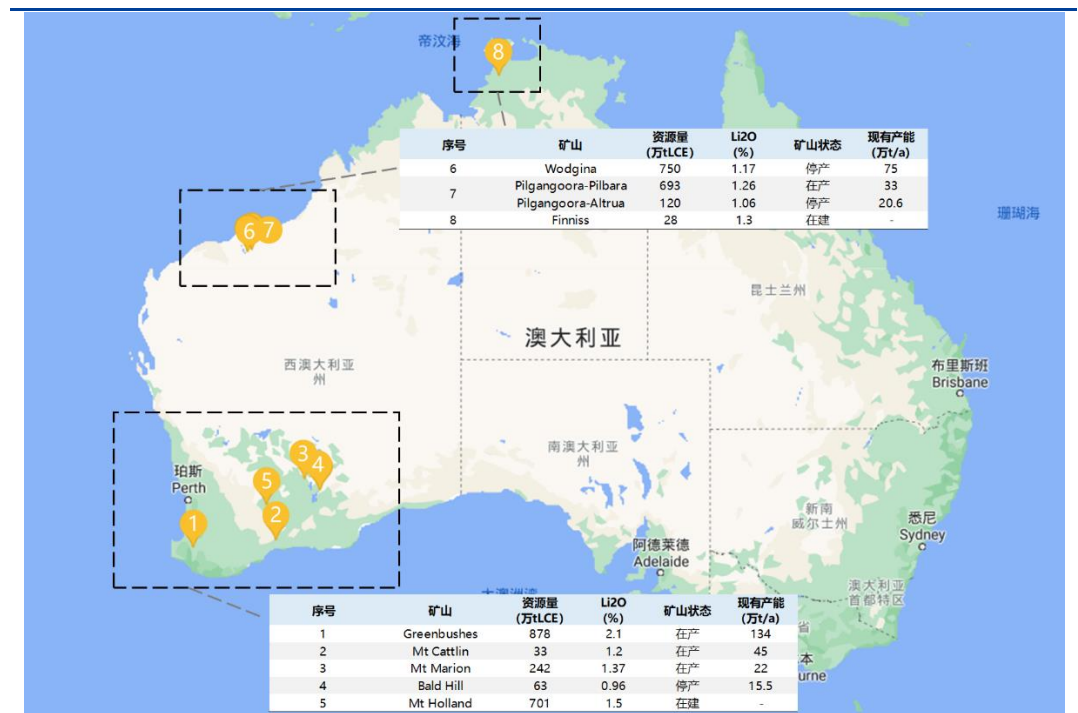 帝汶海
8
序号 矿山 资源量(万tLCE) Li2O(%) 矿山状态 现有产能(万t/a)
6 Wodgina 750 1.17 停产 75
7 Pilgangoora-Pilbara 693 1.26 在产 33
Pilgangoora-Altrua 120 1.06 停产 20.6
8 Finniss 28 1.3 在建 -
珊瑚海
6 7
昆士兰州
澳大利亚
西澳大利亚
州
布里斯班
Brisbane
南澳大利亚
州
3
4
5
珀斯
Perth
2
1
新南
威尔士州
悉尼
Sydney
阿德莱德
Adelaide
澳大利亚
首都特区
大澳洲湾
序号 矿山 资源量(万tLCE) Li2O(%) 矿山状态 现有产能(万t/a)
1 Greenbushes 878 2.1 在产 134
2 Mt Cattlin 33 1.2 在产 45
3 Mt Marion 242 1.37 在产 22
4 Bald Hill 63 0.96 停产 15.5
5 Mt Holland 701 1.5 在建 -
省
本
urne